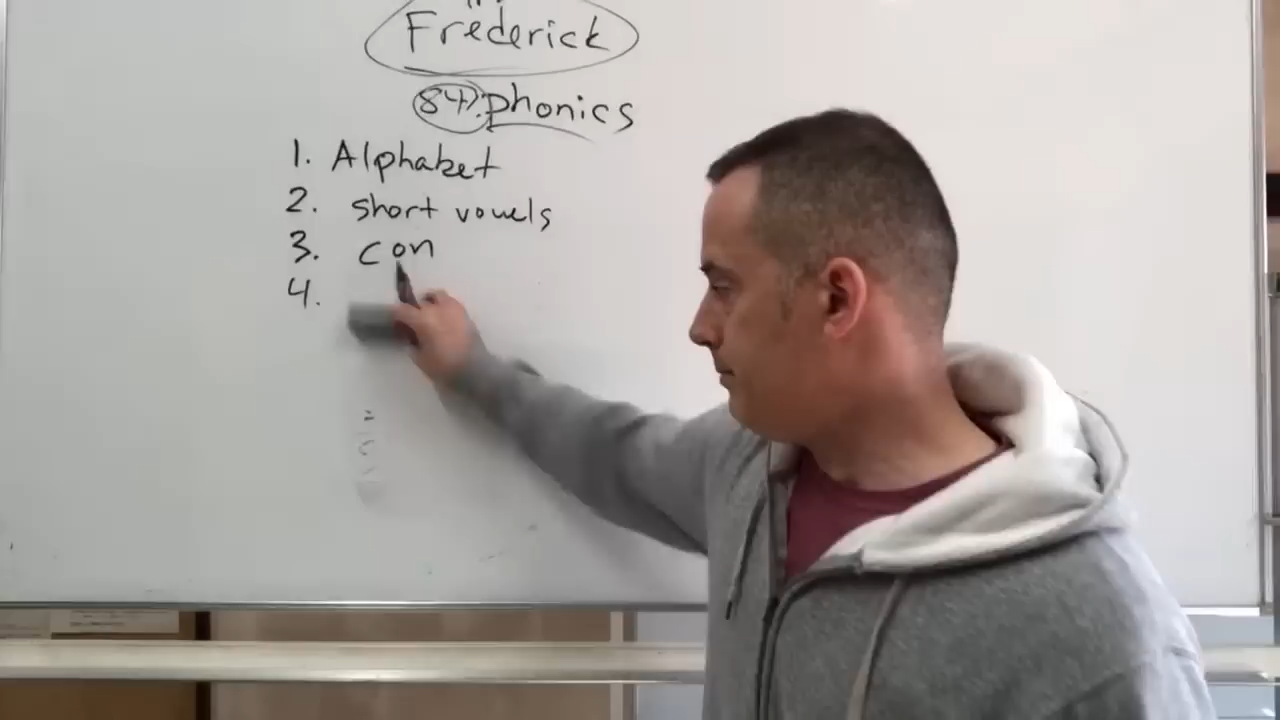 Frederick
84% phonics
1. Alphabet
2. short vowels
3. con
4.